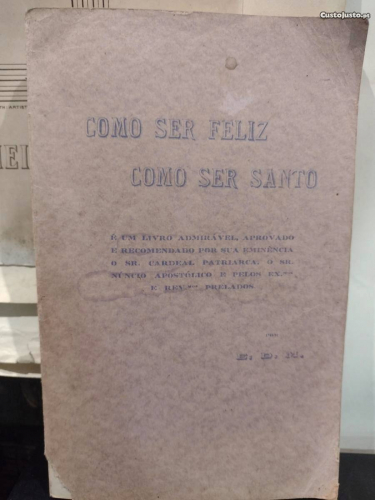 CustoJusto.pt
COMO SER FELIZ
COMO SER SANTO
É UM LIVRO ADMIRÁVEL, APROVADO
E RECOMENDADO POR SUA EMINÊNCIA
O SR. CARDEAL PATRIARCA, O SR.
NÚNCIO APOSTÓLICO E PELOS EX.mos
E REV.mos PRELADOS
POR